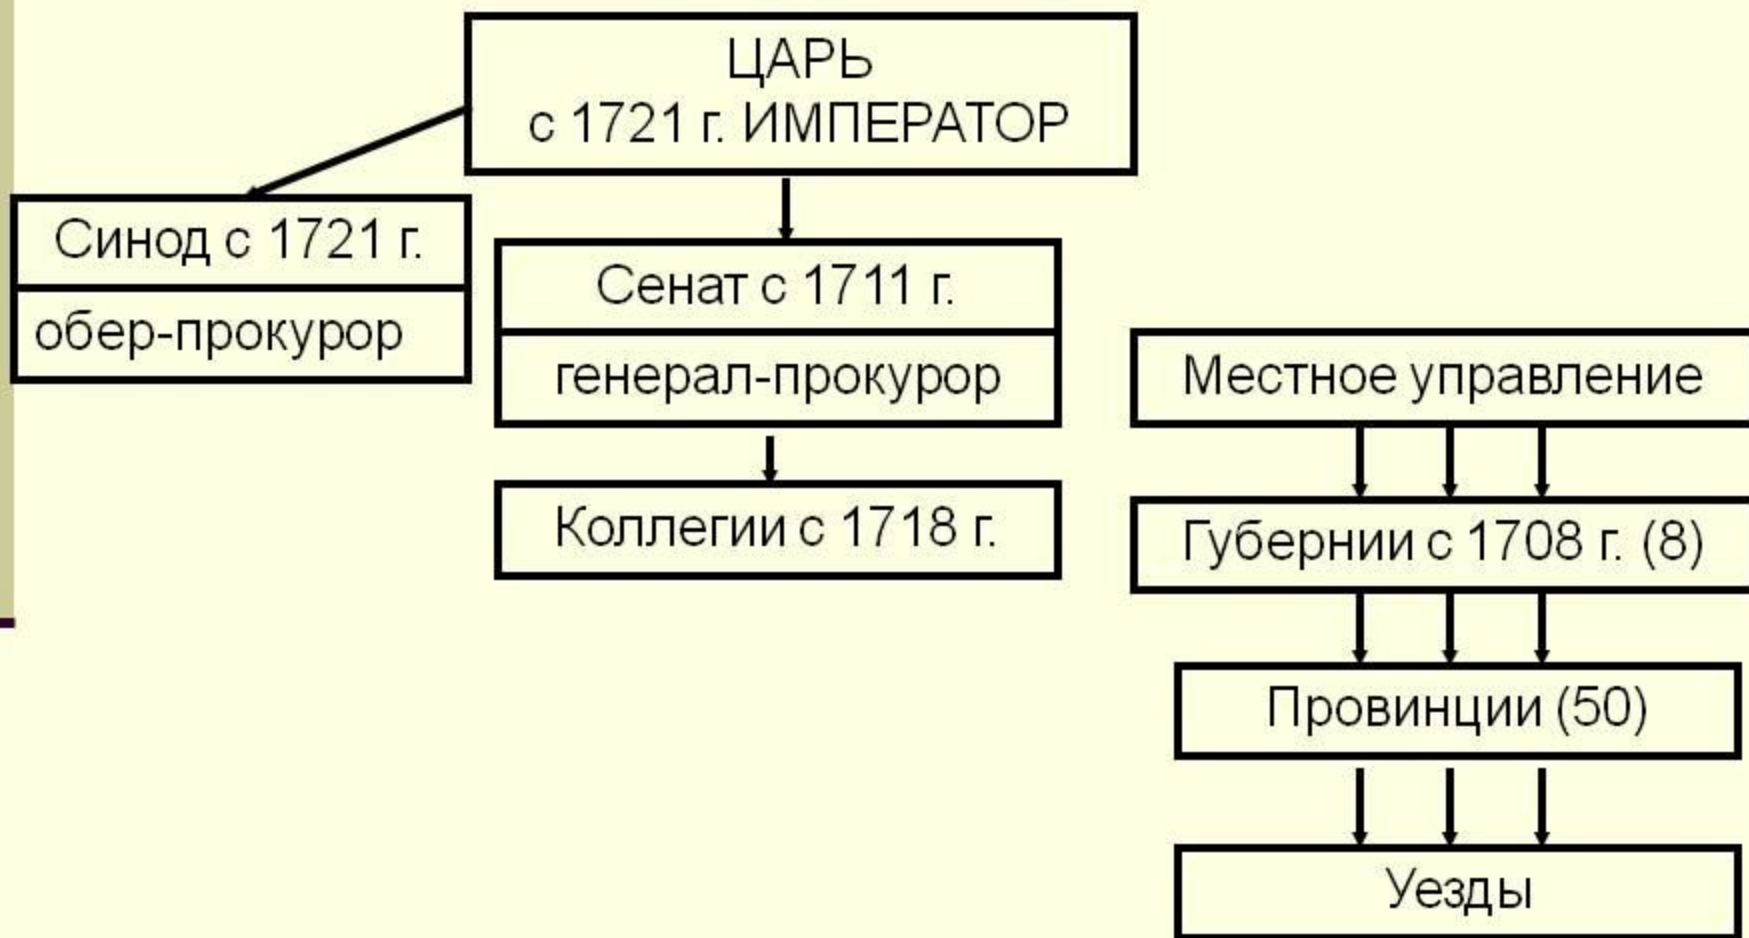 ЦАРЬ
с 1721 г. ИМПЕРАТОР
Синод с 1721 г.
обер-прокурор
Сенат с 1711 г.
генерал-прокурор
Коллегии с 1718 г.
Местное управление
Губернии с 1708 г. (8)
Провинции (50)
Уезды